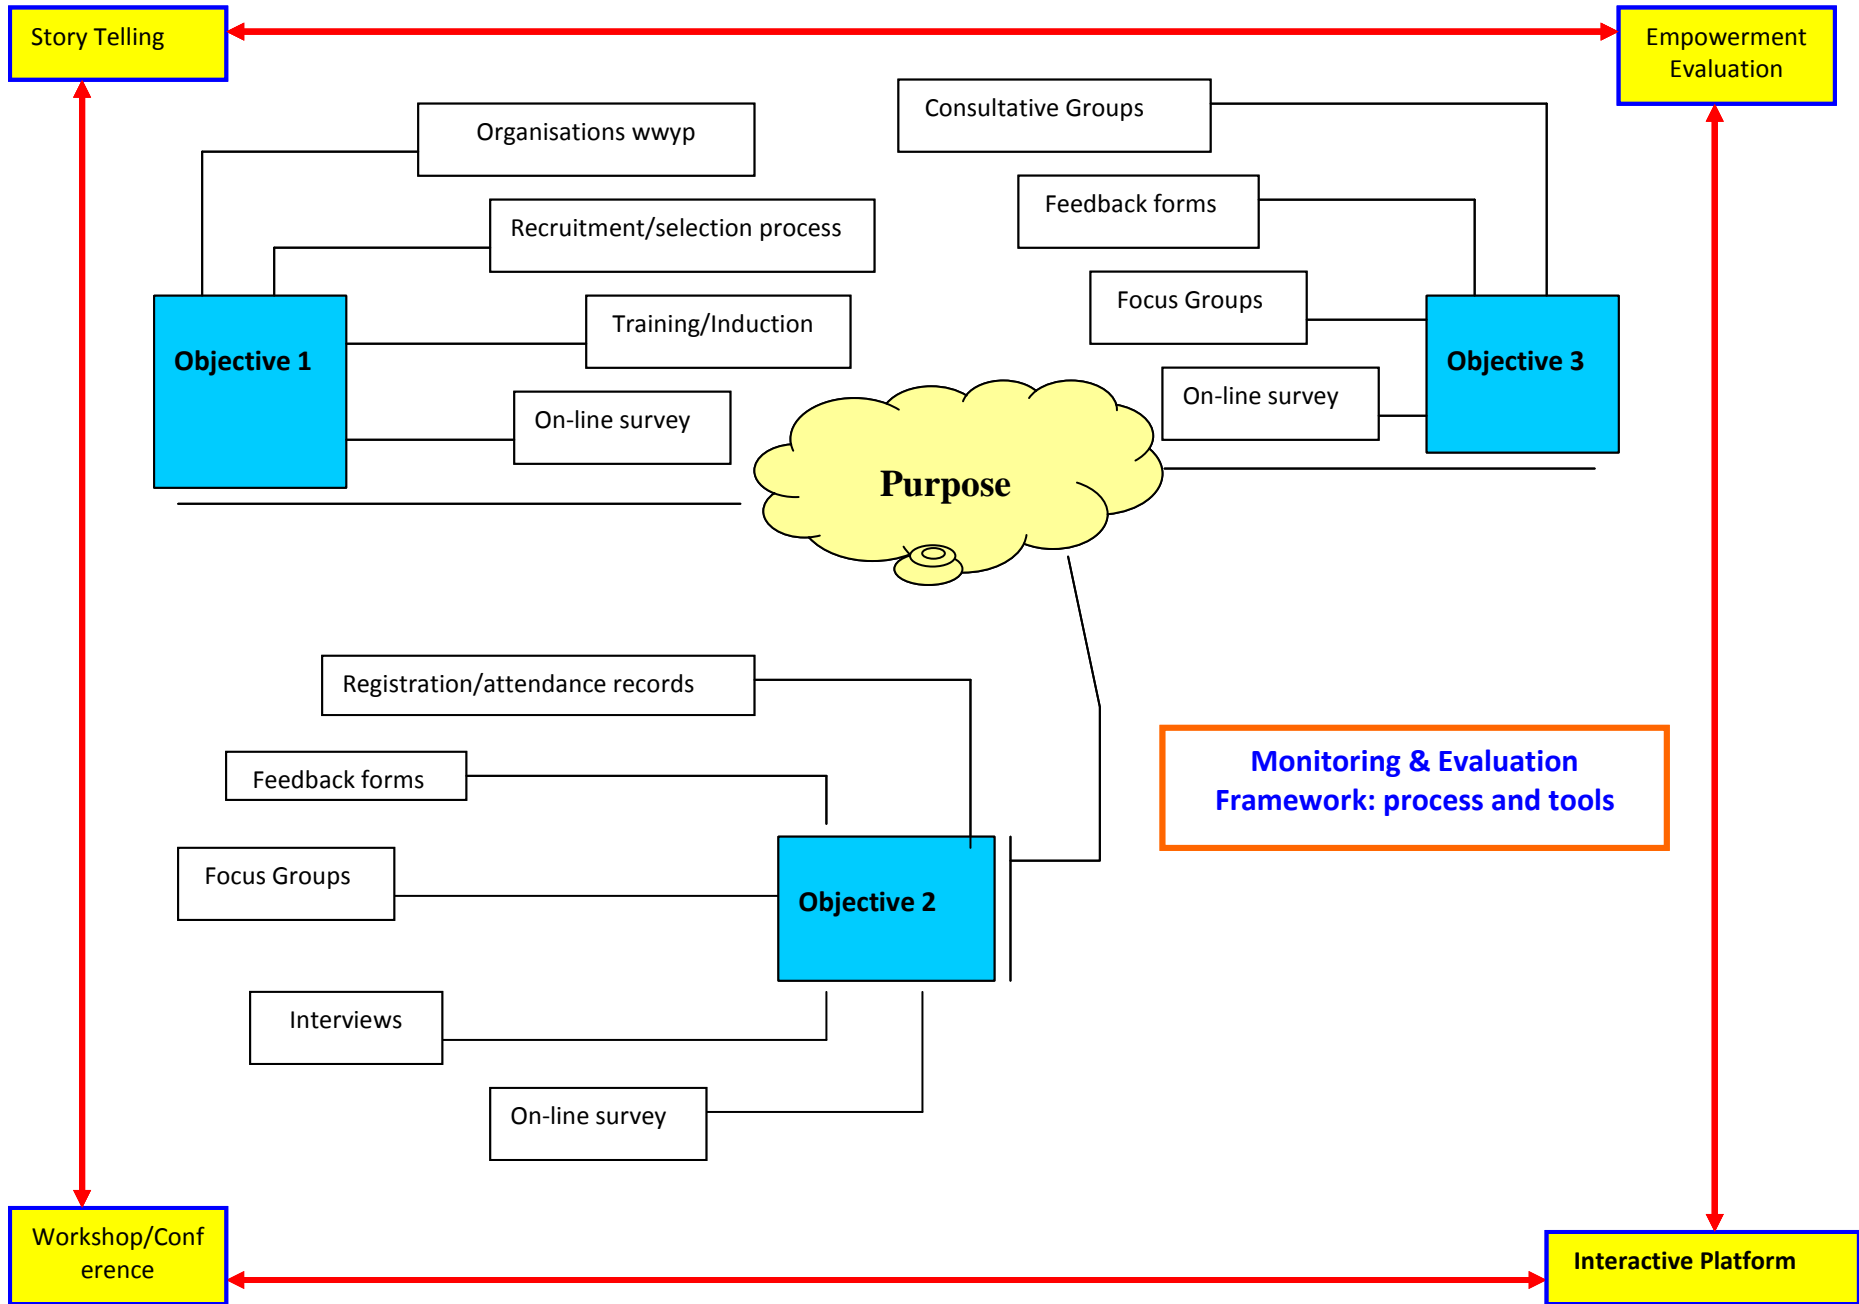 Story Telling
Empowerment
Evaluation
Consultative Groups
Organisations wwyp
Feedback forms
Recruitment/selection process
Focus Groups
Training/Induction
Objective 1
Objective 3
On-line survey
On-line survey
Purpose
Registration/attendance records
Monitoring & Evaluation
Framework: process and tools
Feedback forms
Focus Groups
Objective 2
Interviews
On-line survey
Workshop/Conf
erence
Interactive Platform